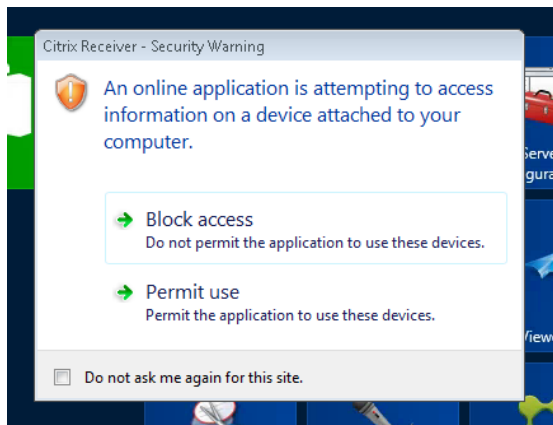 Citrix Receiver - Security Warning
An online application is attempting to access
information on a device attached to your
computer.
Block access
Do not permit the application to use these devices.
Permit use
Permit the application to use these devices.
Do not ask me again for this site.